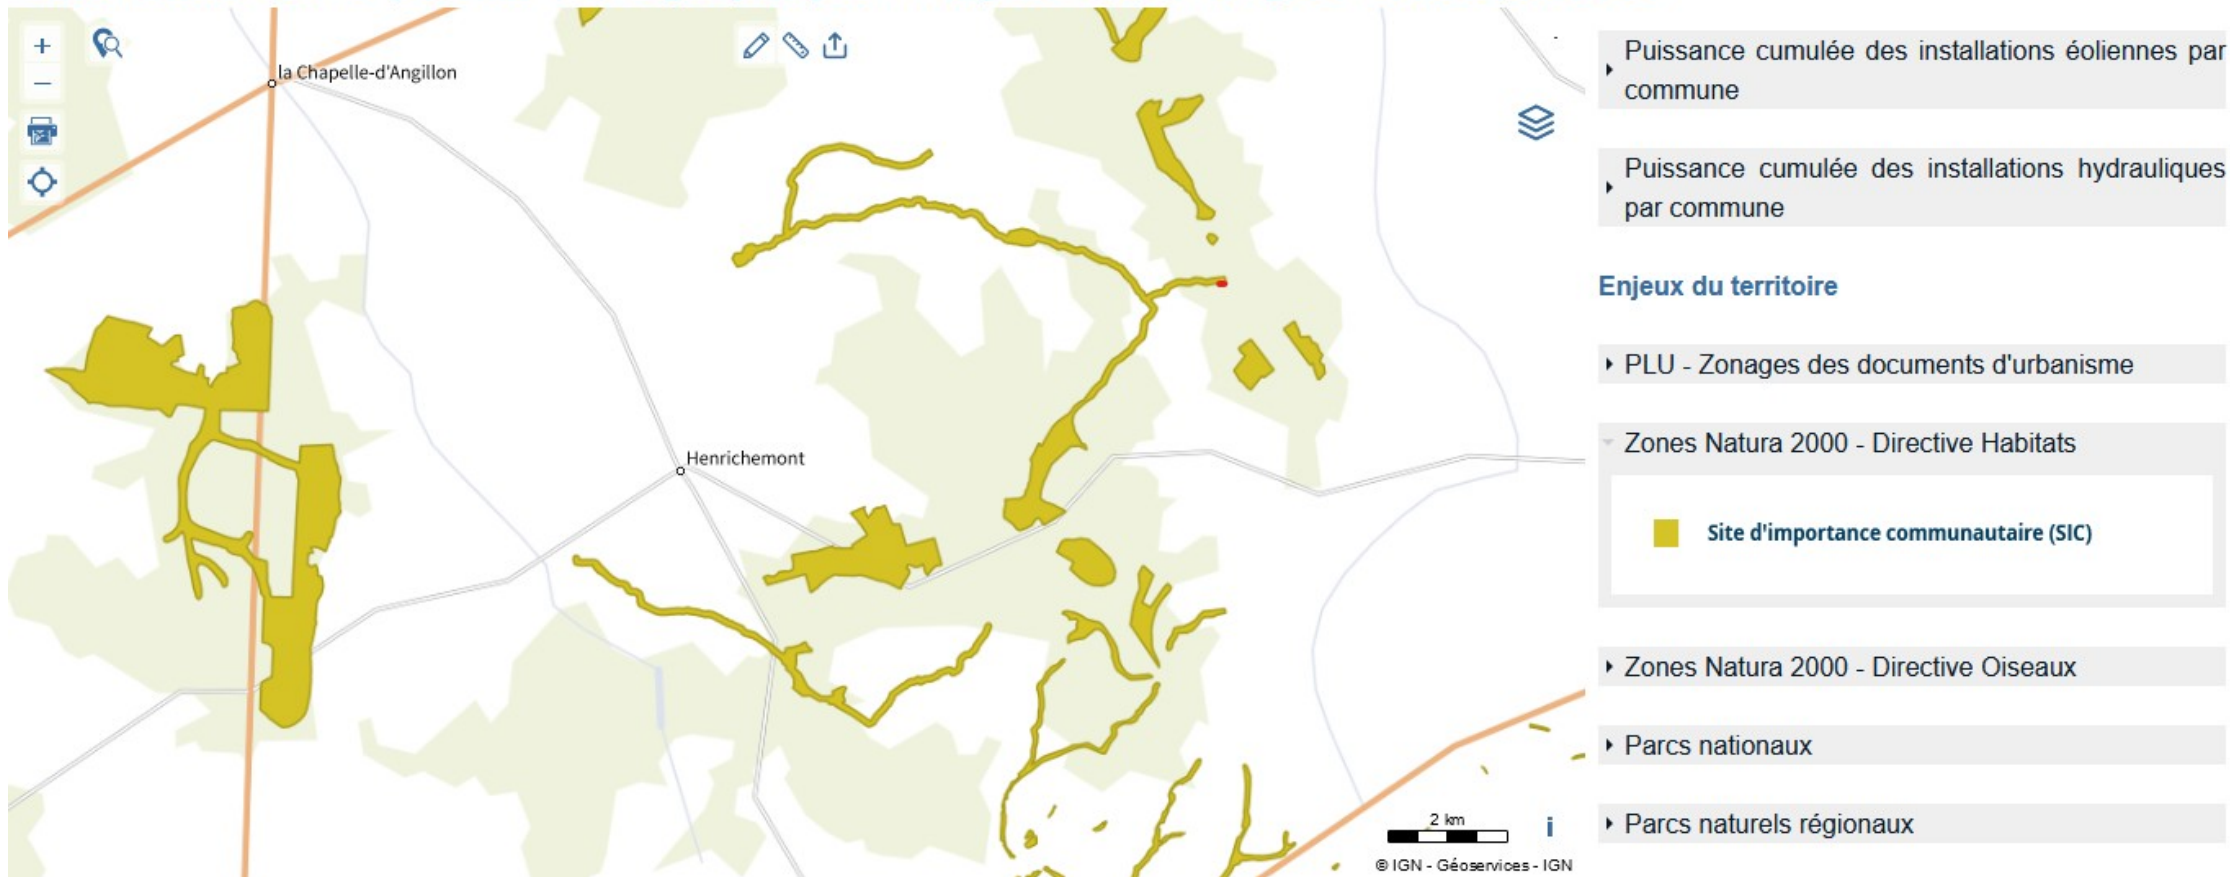 la Chapelle-d'Angillon
Henrichemont
2 km
© IGN - Géoservices - IGN
Puissance cumulée des installations éoliennes par
commune
Puissance cumulée des installations hydrauliques
par commune
Enjeux du territoire
PLU - Zonages des documents d'urbanisme
Zones Natura 2000 - Directive Habitats
Site d'importance communautaire (SIC)
Zones Natura 2000 - Directive Oiseaux
Parcs nationaux
Parcs naturels régionaux